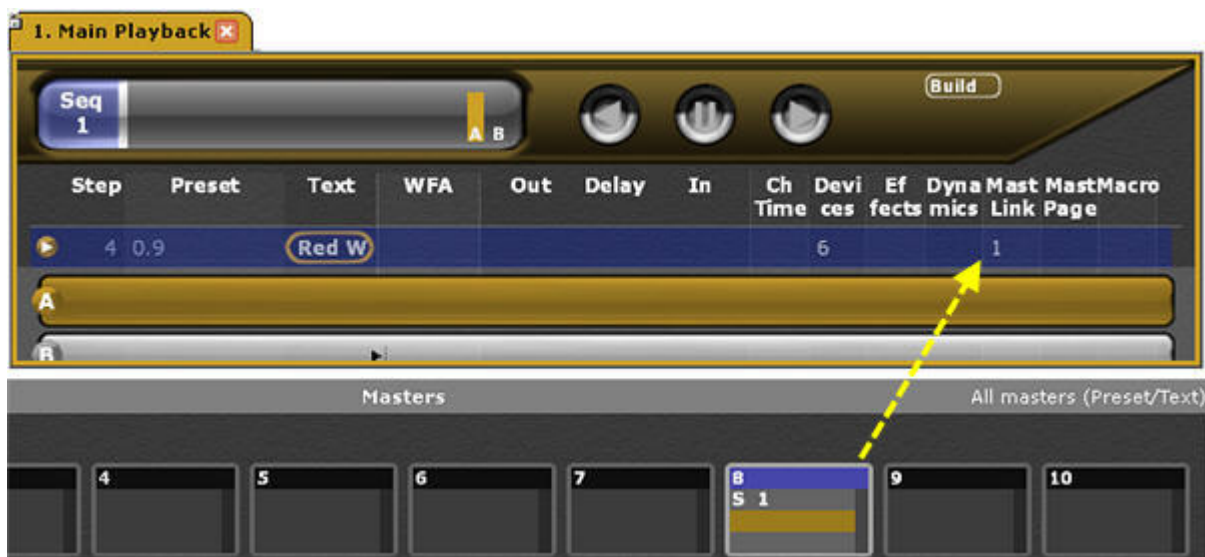 1. Main Playback
Seq
1
A B
Build
Step Preset Text WFA Out Delay In Ch Time Devi ces Ef fects Dyna mics Mast Link Mast Page Macro
4 0.9 Red W 6 1
A
B
Masters All masters (Preset/Text)
4 5 6 7 8 9 10
S 1